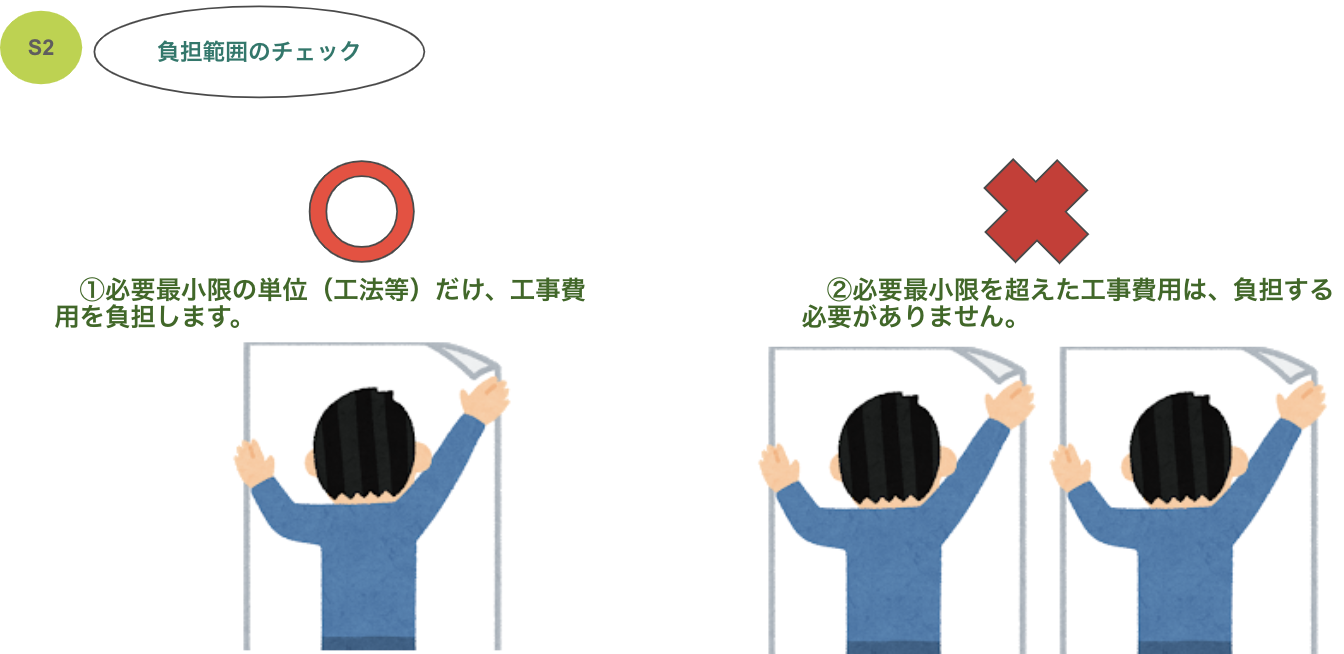 S2
負担範囲のチェック
①必要最小限の単位（工法等）だけ、工事費
用を負担します。
②必要最小限を超えた工事費用は、負担する
必要がありません。